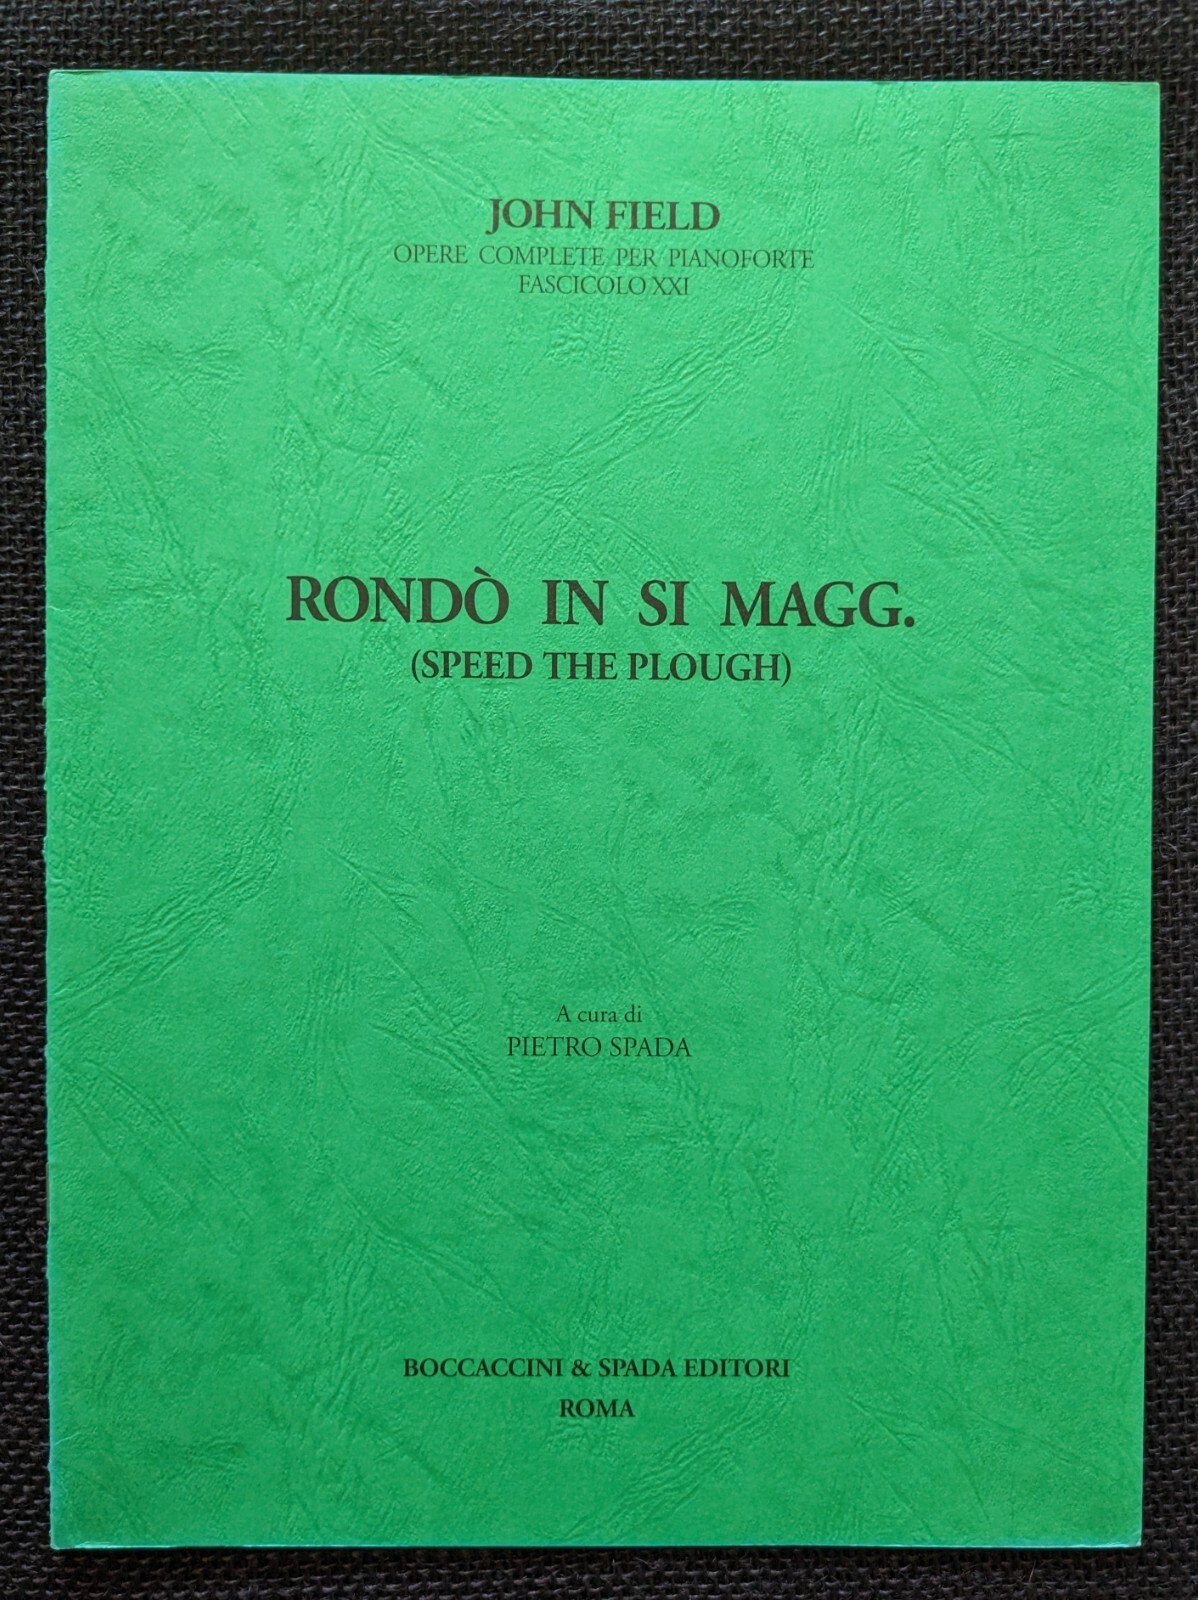 JOHN FIELD
OPERE COMPLETE PER PIANOFORTE
FASCICOLO XXI
RONDÒ IN SI MAGG.
(SPEED THE PLOUGH)
A cura di
PIETRO SPADA
BOCCACCINI & SPADA EDITORI
ROMA